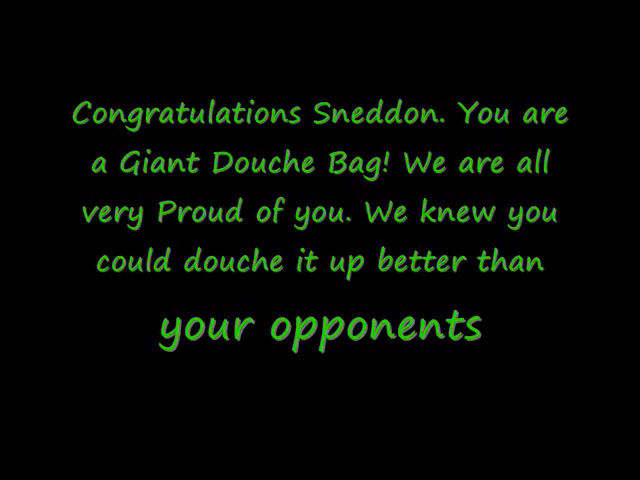 Congratulations Sneddon. You are
a Giant Douche Bag! We are all
very Proud of you. We knew you
could douche it up better than
your opponents